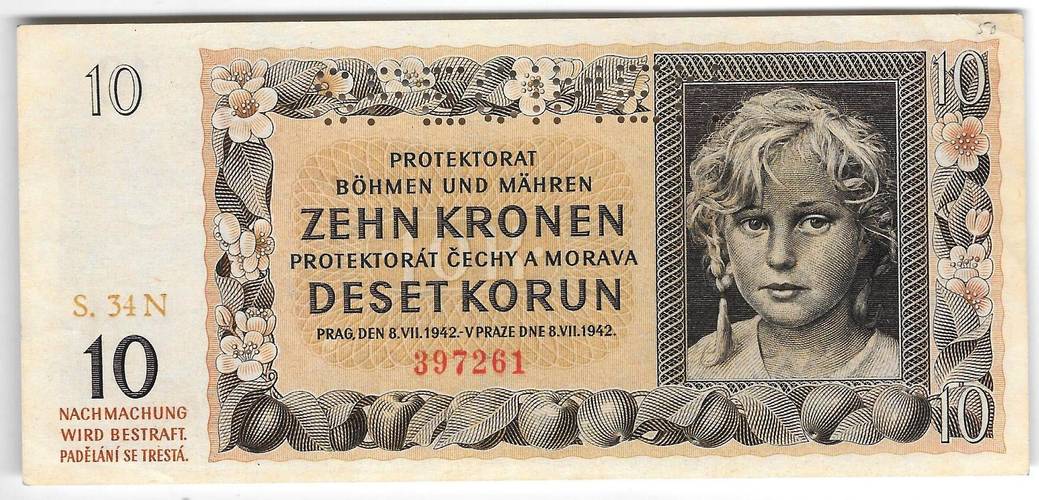 50
10
10
PROTEKTORAT
BÖHMEN UND MÄHREN
ZEHN KRONEN
PROTEKTORÁT ČECHY A MORAVA
DESET KORUN
PRAG, DEN 8.VII.1942.-V PRAZE DNE 8.VII.1942.
397261
S. 34 N
10
NACHMACHUNG
WIRD BESTRAFT.
PADĚLÁNÍ SE TRESTÁ.
10